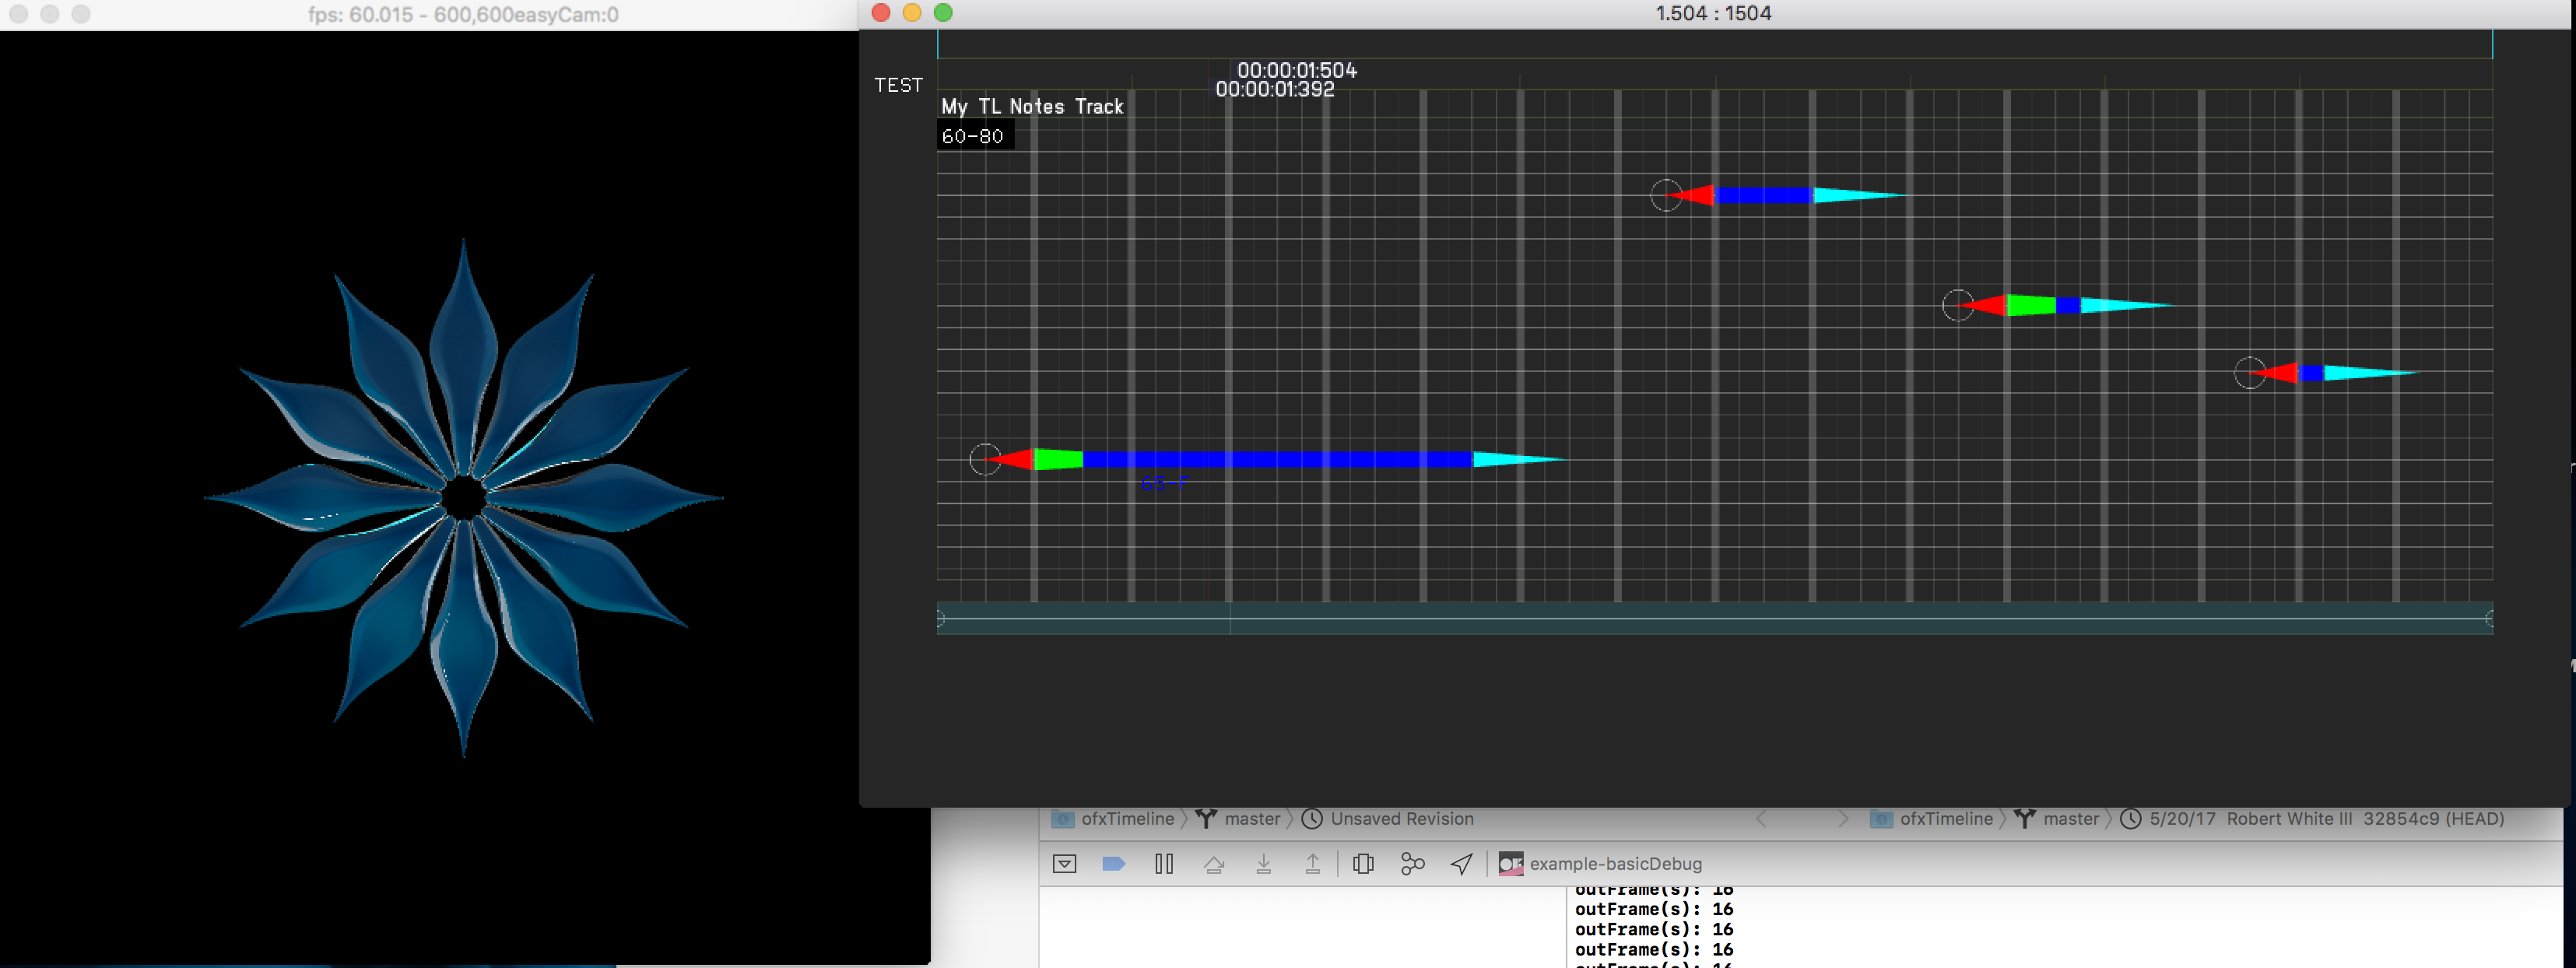 fps: 60.015 - 600,600easyCam:0
1.504 : 1504
TEST
00:00:01:504
00:00:01:392
My TL Notes Track
60-80
65-F
ofxTimeline
master
Unsaved Revision
ofxTimeline
master
5/20/17 Robert White III 32854c9 (HEAD)
example-basicDebug
outFrame(s): 16
outFrame(s): 16
outFrame(s): 16
outFrame(s): 16